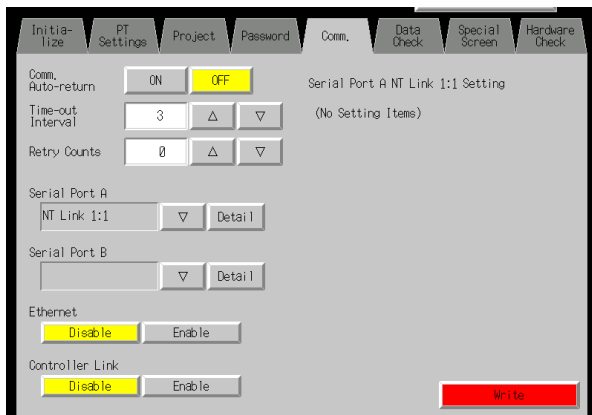 Initia-
lize
PT
Settings
Project
Password
Comm.
Data
Check
Special
Screen
Hardware
Check
Comm.
Auto-return
ON
OFF
Serial Port A NT Link 1:1 Setting
Time-out
Interval
3
△
▽
(No Setting Items)
Retry Counts
0
△
▽
Serial Port A
NT Link 1:1
▽
Detail
Serial Port B
▽
Detail
Ethernet
Disable
Enable
Controller Link
Disable
Enable
Write